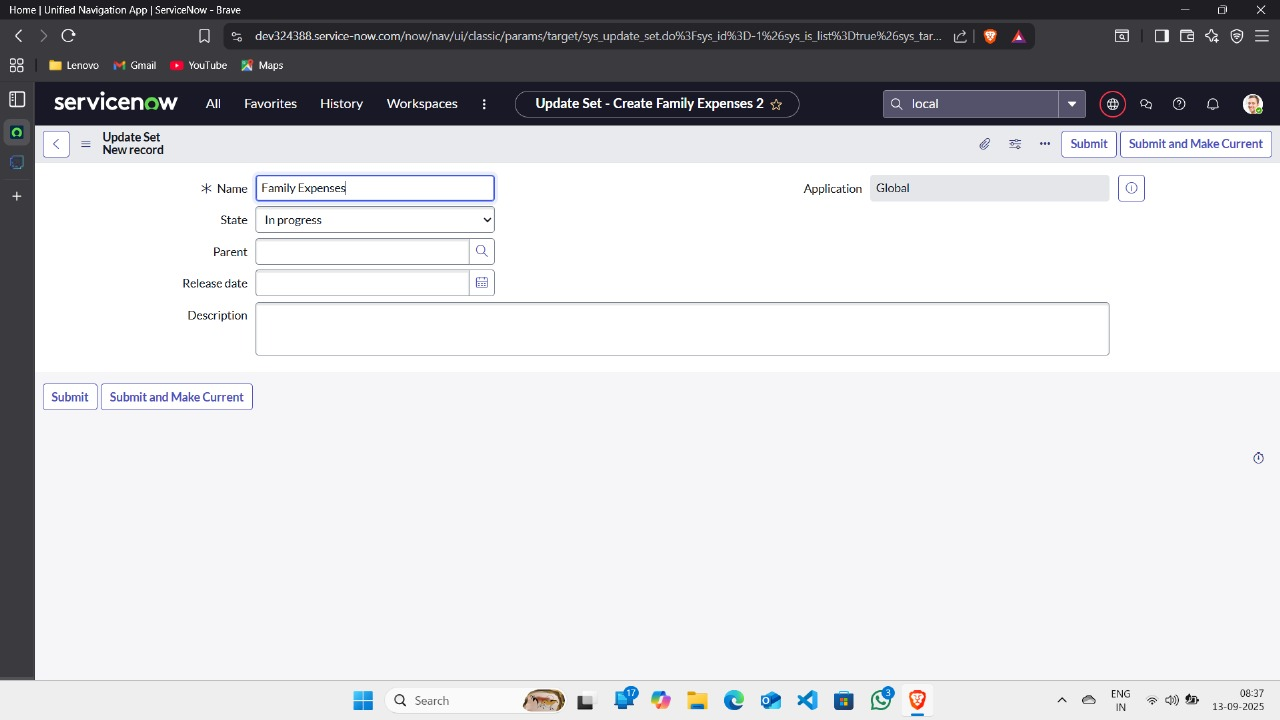 Home | Unified Navigation App | ServiceNow - Brave
dev324388.service-now.com/now/nav/ui/classic/params/target/sys_update_set.do%3Fsys_id%3D-1%26sys_is_list%3Dtrue%26sys_tar...
Lenovo
Gmail
YouTube
Maps
servicenow
All
Favorites
History
Workspaces
Update Set - Create Family Expenses 2
local
Update Set
New record
Submit
Submit and Make Current
Name
Family Expenses
Application
Global
State
In progress
Parent
Release date
Description
Submit
Submit and Make Current
Search
17
3
ENG
IN
08:37
13-09-2025